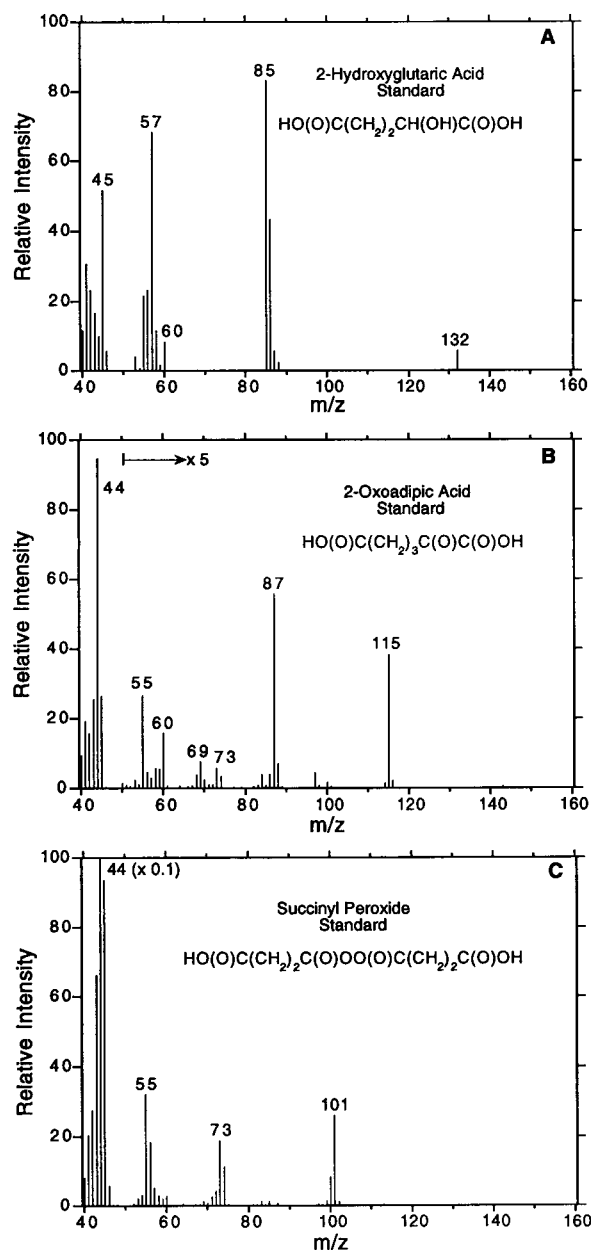 A
2-Hydroxyglutaric Acid
Standard
HO(O)C(CH₂)₂CH(OH)C(O)OH
Relative Intensity
100
80
60
40
20
0
85
57
45
60
132
40 60 80 100 120 140 160
m/z
B
x 5
2-Oxoadipic Acid
Standard
HO(O)C(CH₂)₃C(O)C(O)OH
Relative Intensity
100
80
60
40
20
0
44
87
115
55
60
69
73
40 60 80 100 120 140 160
m/z
C
44 (x 0.1)
Succinyl Peroxide
Standard
HO(O)C(CH₂)₂C(O)OO(O)C(CH₂)₂C(O)OH
Relative Intensity
100
80
60
40
20
0
55
73
101
40 60 80 100 120 140 160
m/z